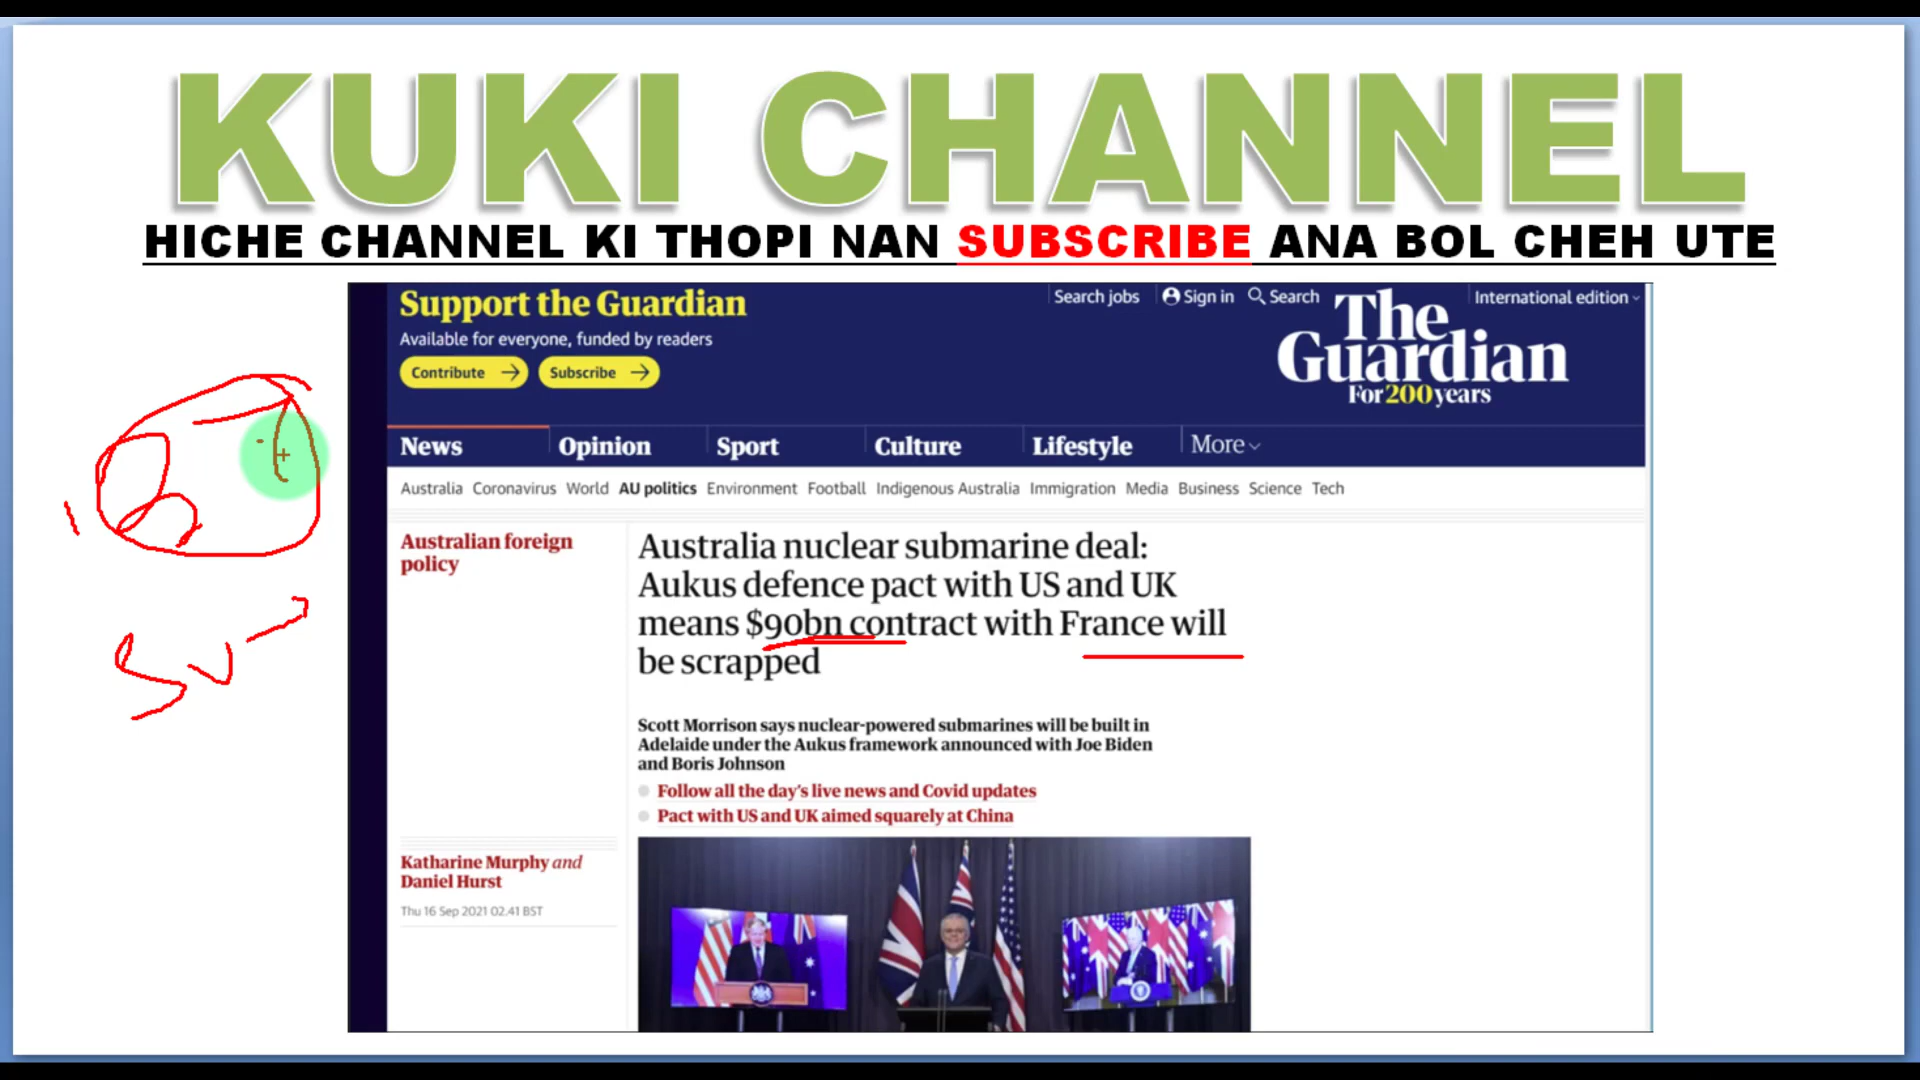 KUKI CHANNEL
HICHE CHANNEL KI THOPI NAN SUBSCRIBE ANA BOL CHEH UTE
Support the Guardian
Available for everyone, funded by readers
Contribute → Subscribe →
Search jobs Sign in Search International edition
The Guardian
For 200 years
News Opinion Sport Culture Lifestyle More
Australia Coronavirus World AU politics Environment Football Indigenous Australia Immigration Media Business Science Tech
Australian foreign
policy
Australia nuclear submarine deal:
Aukus defence pact with US and UK
means $90bn contract with France will
be scrapped
Scott Morrison says nuclear-powered submarines will be built in
Adelaide under the Aukus framework announced with Joe Biden
and Boris Johnson
Follow all the day's live news and Covid updates
Pact with US and UK aimed squarely at China
Katharine Murphy and
Daniel Hurst
Thu 16 Sep 2021 02.41 BST